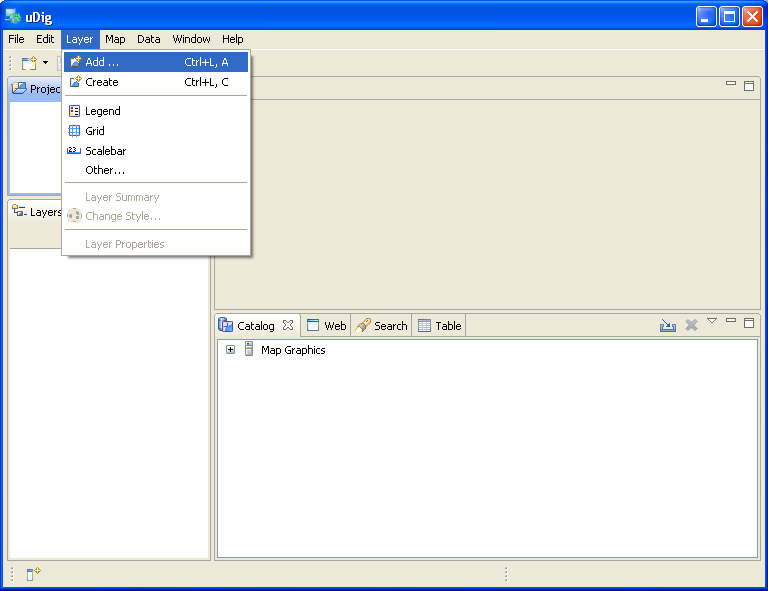 uDig
File Edit Layer Map Data Window Help
Add ... Ctrl+L, A
Create Ctrl+L, C
Projec
Legend
Grid
Scalebar
Other...
Layer Summary
Layers
Change Style...
Layer Properties
Catalog Web Search Table
Map Graphics